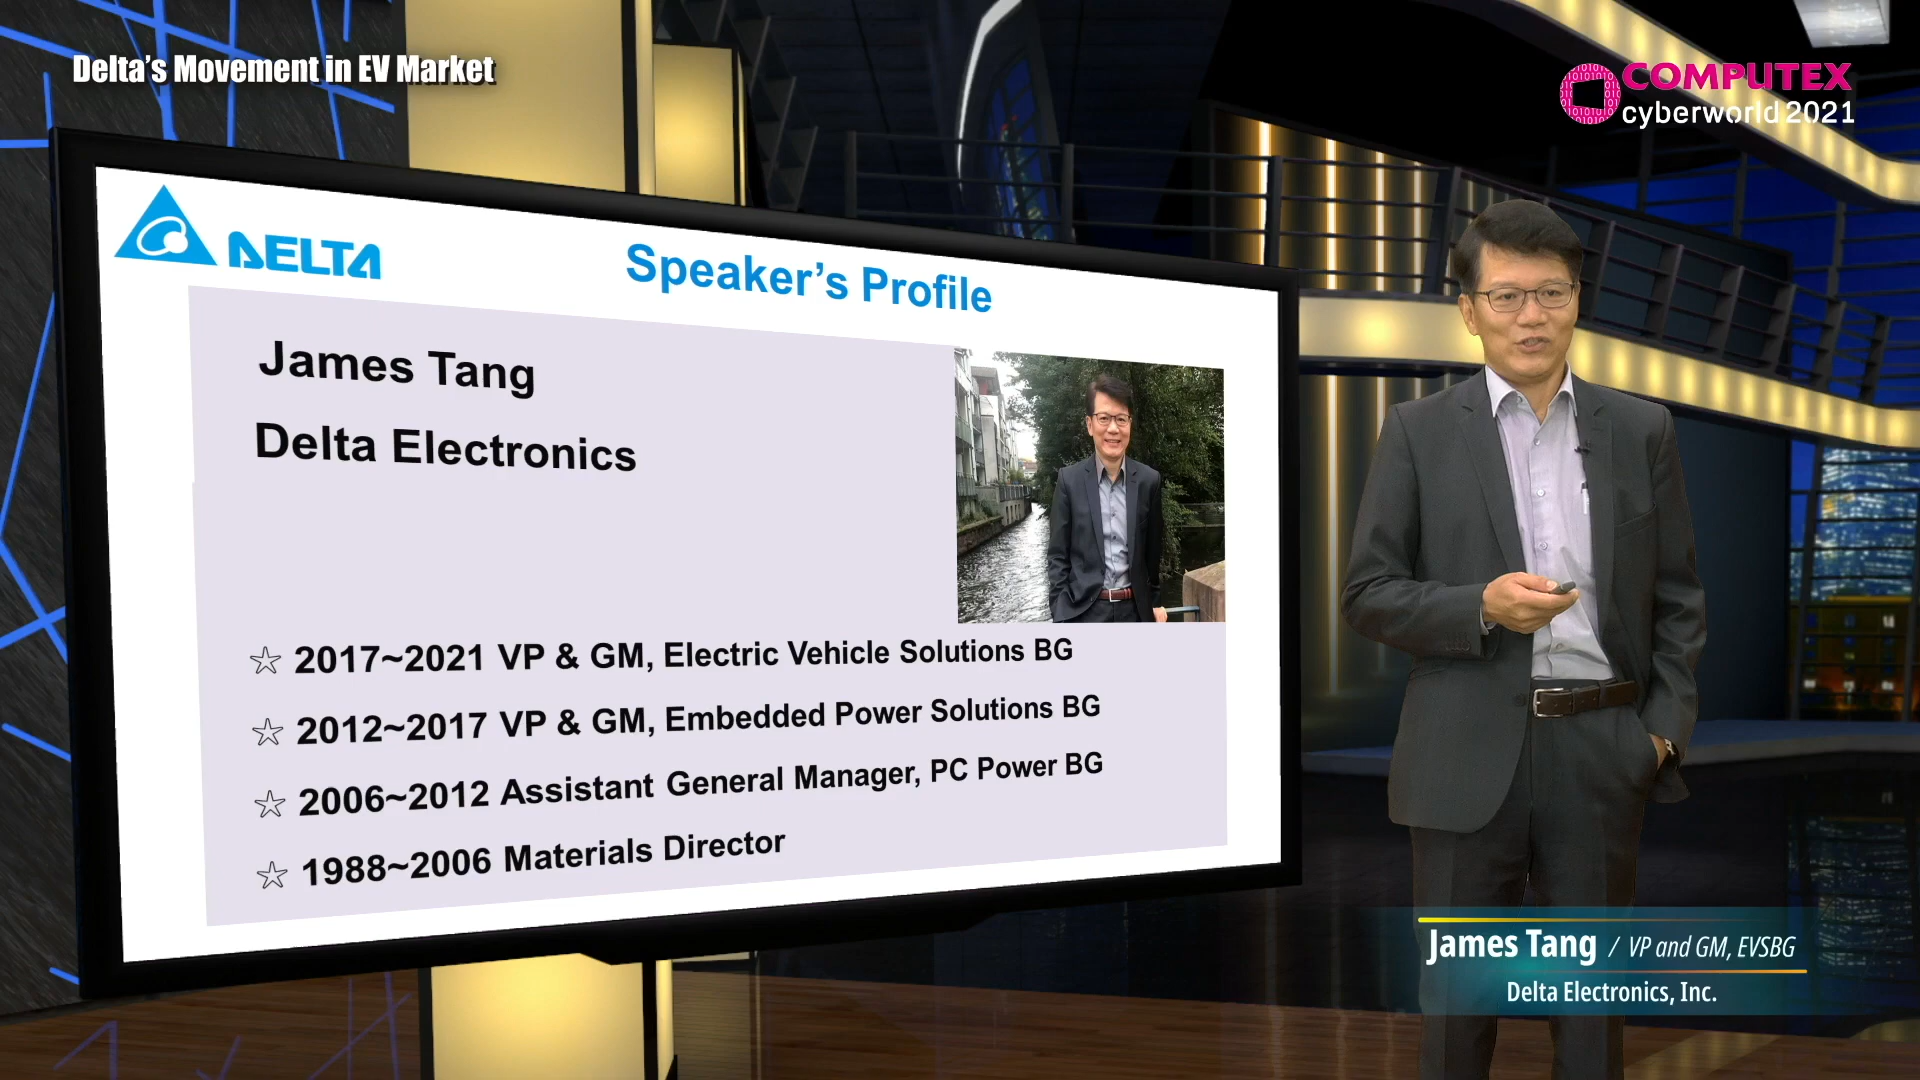 Delta's Movement in EV Market
COMPUTEX
cyberworld 2021
DELTA
Speaker's Profile
James Tang
Delta Electronics
☆ 2017~2021 VP & GM, Electric Vehicle Solutions BG
☆ 2012~2017 VP & GM, Embedded Power Solutions BG
☆ 2006~2012 Assistant General Manager, PC Power BG
☆ 1988~2006 Materials Director
James Tang / VP and GM, EVSBG
Delta Electronics, Inc.